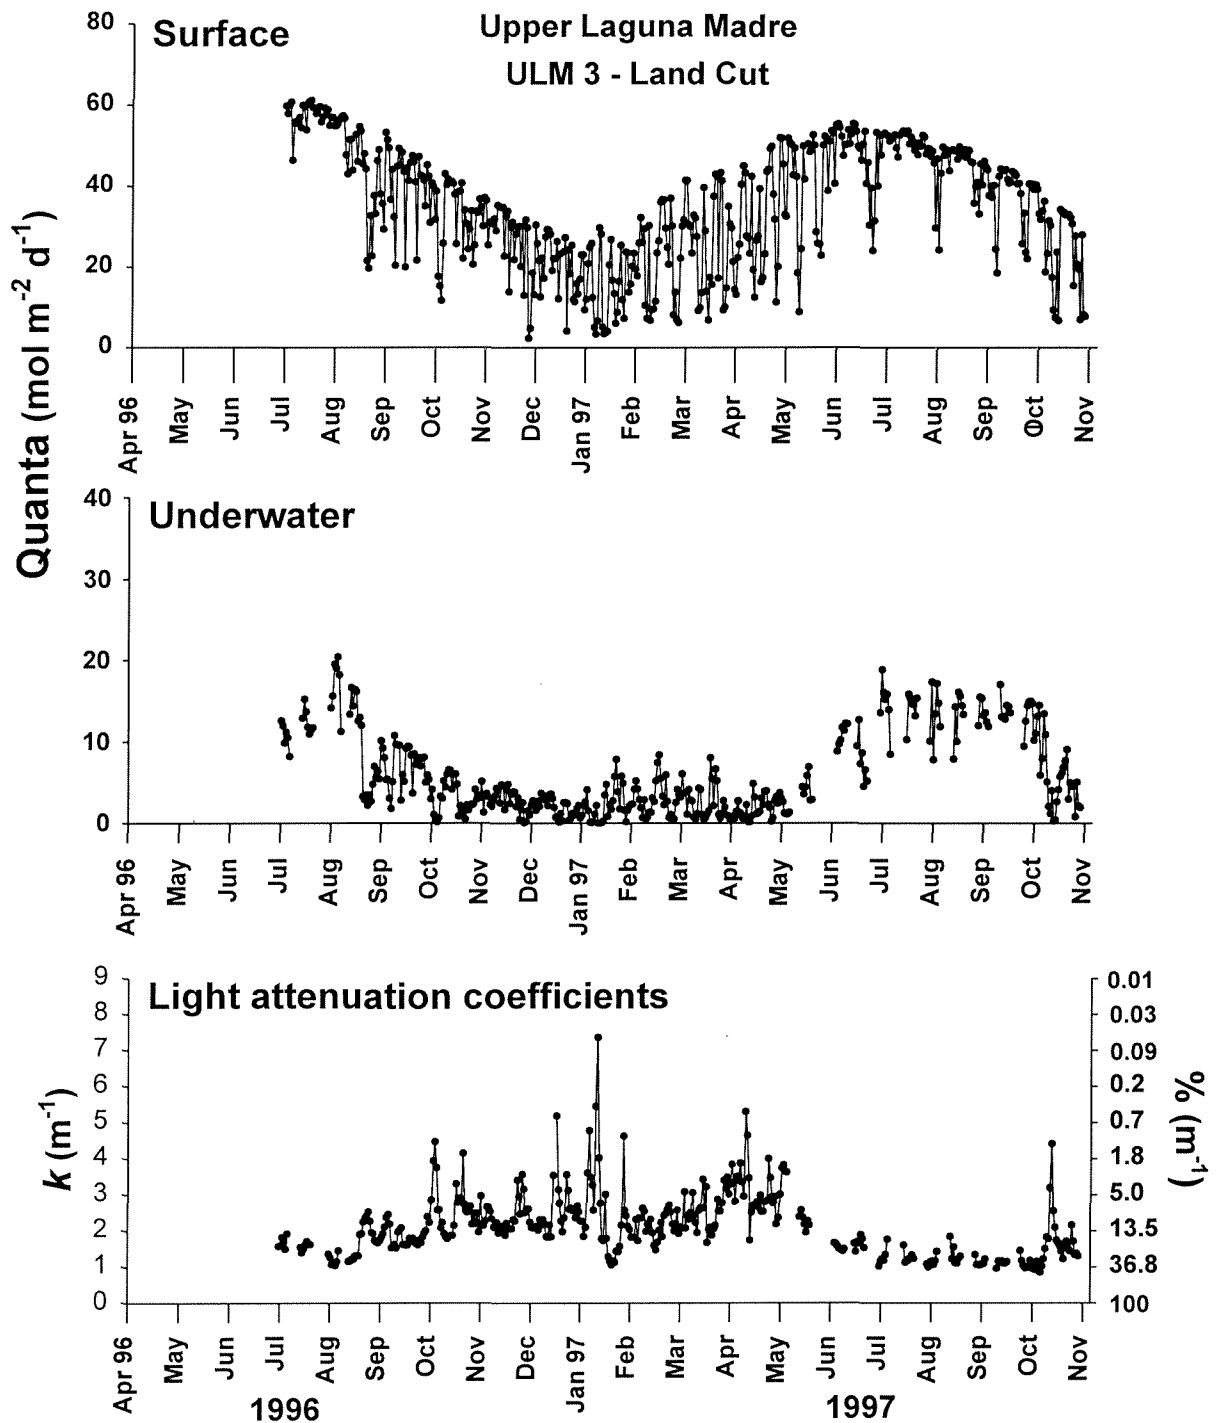 Quanta (mol m⁻² d⁻¹)
Surface
Upper Laguna Madre
ULM 3 - Land Cut
80
60
40
20
0
Apr 96 May Jun Jul Aug Sep Oct Nov Dec Jan 97 Feb Mar Apr May Jun Jul Aug Sep Oct Nov
Underwater
40
30
20
10
0
Apr 96 May Jun Jul Aug Sep Oct Nov Dec Jan 97 Feb Mar Apr May Jun Jul Aug Sep Oct Nov
Light attenuation coefficients
k (m⁻¹)
9
8
7
6
5
4
3
2
1
0
% (m⁻¹)
0.01
0.03
0.09
0.2
0.7
1.8
5.0
13.5
36.8
100
Apr 96 May Jun Jul Aug Sep Oct Nov Dec Jan 97 Feb Mar Apr May Jun Jul Aug Sep Oct Nov
1996 1997